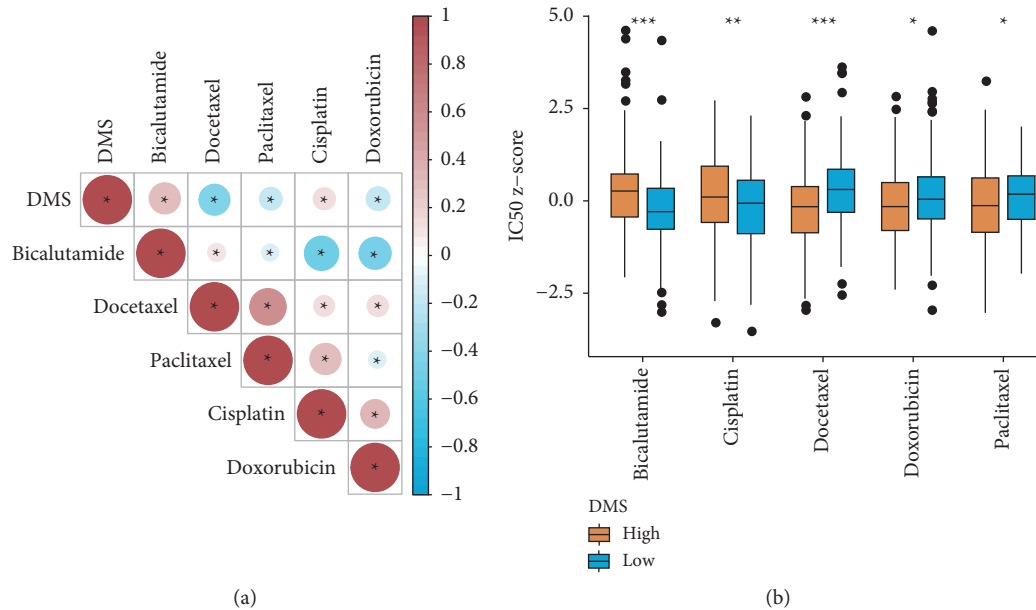 DMS
Bicalutamide
Docetaxel
Paclitaxel
Cisplatin
Doxorubicin
DMS * * * * * *
Bicalutamide * * * * *
Docetaxel * * * *
Paclitaxel * * *
Cisplatin * *
Doxorubicin *
1
0.8
0.6
0.4
0.2
0
−0.2
−0.4
−0.6
−0.8
−1
(a)
*** ** *** * *
IC50 z−score
5.0
2.5
0.0
−2.5
Bicalutamide
Cisplatin
Docetaxel
Doxorubicin
Paclitaxel
DMS
High
Low
(b)